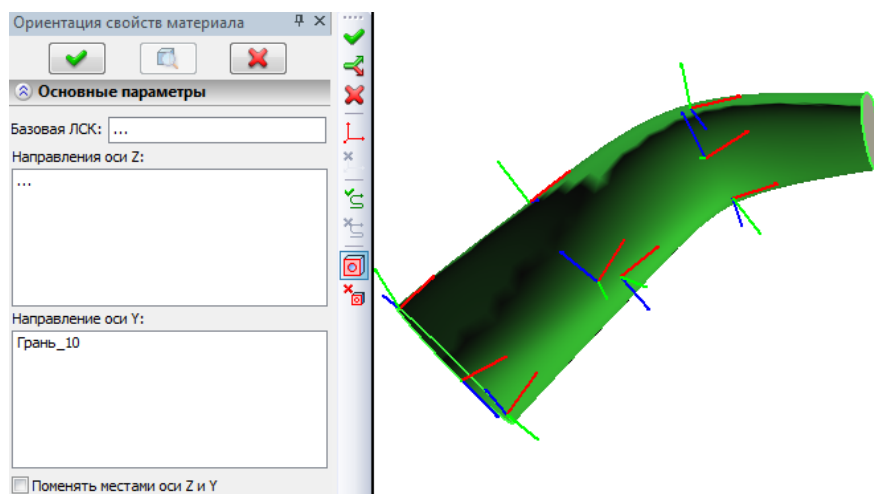 Ориентация свойств материала
Основные параметры
Базовая ЛСК: ...
Направления оси Z:
...
Направление оси Y:
Грань_10
Поменять местами оси Z и Y